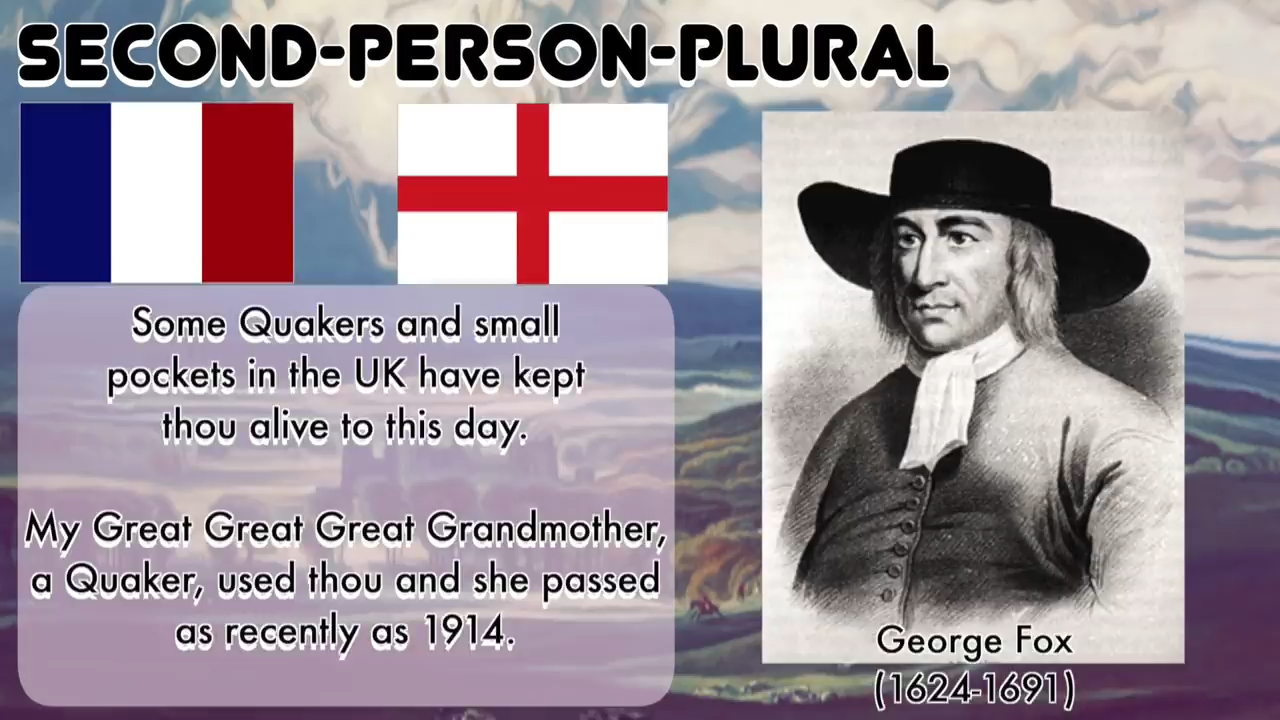 SECOND-PERSON-PLURAL
Some Quakers and small
pockets in the UK have kept
thou alive to this day.
My Great Great Great Grandmother,
a Quaker, used thou and she passed
as recently as 1914.
George Fox
(1624-1691)